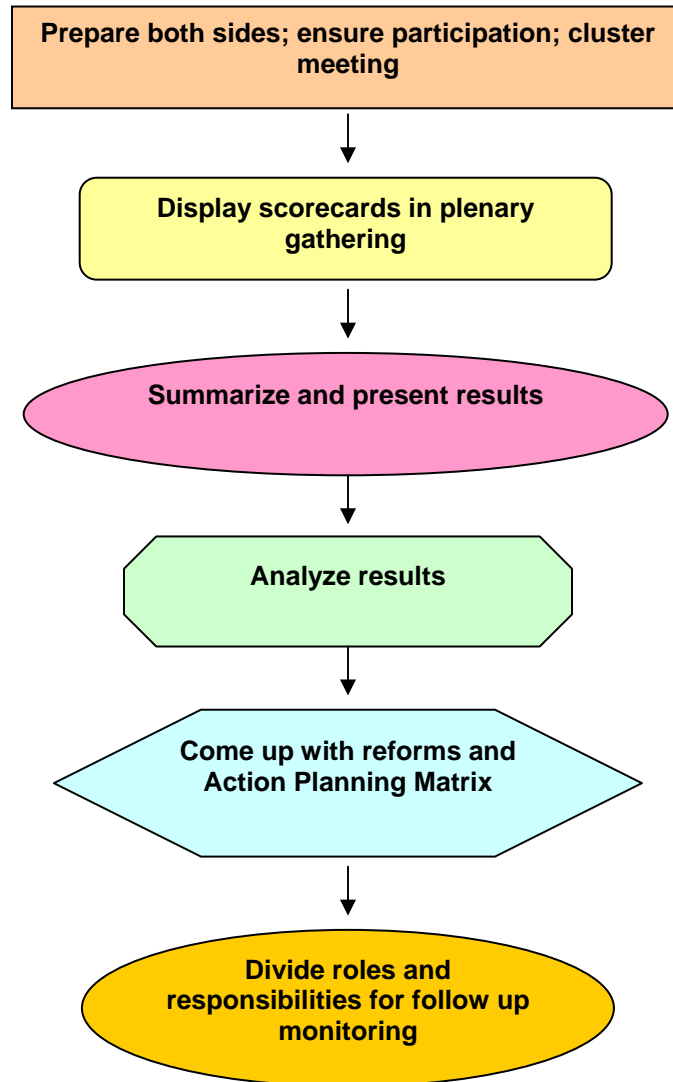 Prepare both sides; ensure participation; cluster
meeting
Display scorecards in plenary
gathering
Summarize and present results
Analyze results
Come up with reforms and
Action Planning Matrix
Divide roles and
responsibilities for follow up
monitoring